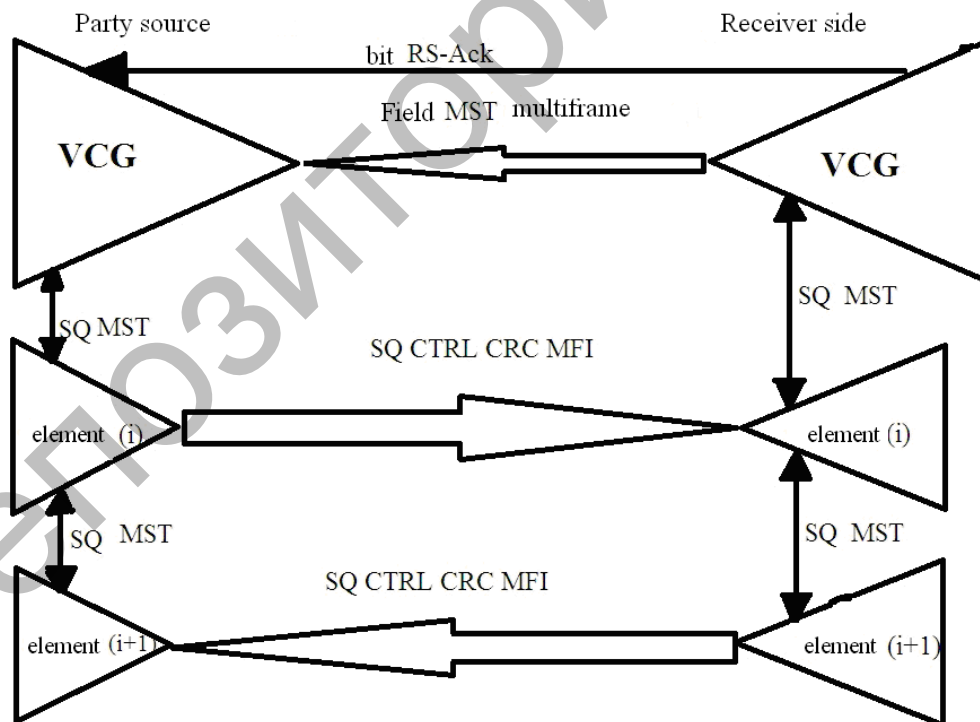 Party source
Receiver side
bit RS-Ack
Field MST multiframe
VCG
VCG
SQ MST
SQ MST
SQ CTRL CRC MFI
element (i)
element (i)
SQ MST
SQ MST
SQ CTRL CRC MFI
element (i+1)
element (i+1)
епозитори